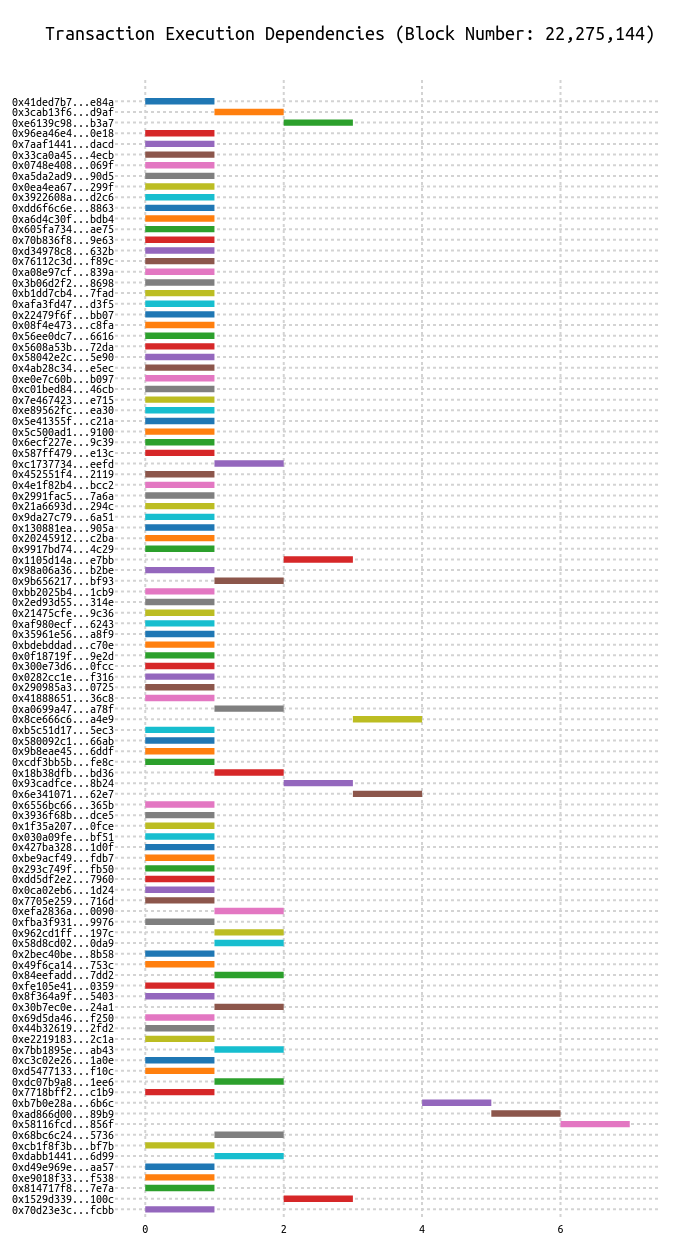 Transaction Execution Dependencies (Block Number: 22,275,144)
0x41ded7b7...e84a
0x3cab13f6...d9af
0xe6139c98...b3a7
0x96ea46e4...0e18
0x7aaf1441...dacd
0x33ca0a45...4ecb
0x0748e408...069f
0xa5da2ad9...90d5
0x0ea4ea67...299f
0x3922608a...d2c6
0xdd6f6c6e...8863
0xa6d4c30f...bdb4
0x605fa734...ae75
0x70b836f8...9e63
0xd34978c8...632b
0x76112c3d...f89c
0xa08e97cf...839a
0x3b06d2f2...8698
0xb1dd7cb4...7fad
0xafa3fd47...d3f5
0x22479f6f...bb07
0x08f4e473...c8fa
0x56ee0dc7...6616
0x5608a53b...72da
0x58042e2c...5e90
0x4ab28c34...e5ec
0xe0e7c60b...b097
0xc01bed84...46cb
0x7e467423...e715
0xe89562fc...ea30
0x5e41355f...c21a
0x5c500ad1...9100
0x6ecf227e...9c39
0x587ff479...e13c
0xc1737734...eefd
0x452551f4...2119
0x4e1f82b4...bcc2
0x2991fac5...7a6a
0x21a6693d...294c
0x9da27c79...6a51
0x130881ea...905a
0x20245912...c2ba
0x9917bd74...4c29
0x1105d14a...e7bb
0x98a06a36...b2be
0x9b656217...bf93
0xbb2025b4...1cb9
0x2ed93d55...314e
0x21475cfe...9c36
0xaf980ecf...6243
0x35961e56...a8f9
0xbdebddad...c70e
0x0f18719f...9e2d
0x300e73d6...0fcc
0x0282cc1e...f316
0x290985a3...0725
0x41888651...36c8
0xa0699a47...a78f
0x8ce666c6...a4e9
0xb5c51d17...5ec3
0x580092c1...66ab
0x9b8eae45...6ddf
0xcdf3bb5b...fe8c
0x18b38dfb...bd36
0x93cadfce...8b24
0x6e341071...62e7
0x6556bc66...365b
0x3936f68b...dce5
0x1f35a207...0fce
0x030a09fe...bf51
0x427ba328...1d0f
0xbe9acf49...fdb7
0x293c749f...fb50
0xdd5df2e2...7960
0x0ca02eb6...1d24
0x7705e259...716d
0xefa2836a...0090
0xfba3f931...9976
0x962cd1ff...197c
0x58d8cd02...0da9
0x2bec40be...8b58
0x49f6ca14...753c
0x84eefadd...7dd2
0xfe105e41...0359
0x8f364a9f...5403
0x30b7ec0e...24a1
0x69d5da46...f250
0x44b32619...2fd2
0xe2219183...2c1a
0x7bb1895e...ab43
0xc3c02e26...1a0e
0xd5477133...f10c
0xdc07b9a8...1ee6
0x7718bff2...c1b9
0xb7b0e28a...6b6c
0xad866d00...89b9
0x58116fcd...856f
0x68bc6c24...5736
0xcb1f8f3b...bf7b
0xdabb1441...6d99
0xd49e969e...aa57
0xe9018f33...f538
0x814717f8...7e7a
0x1529d339...100c
0x70d23e3c...fcbb
0 2 4 6